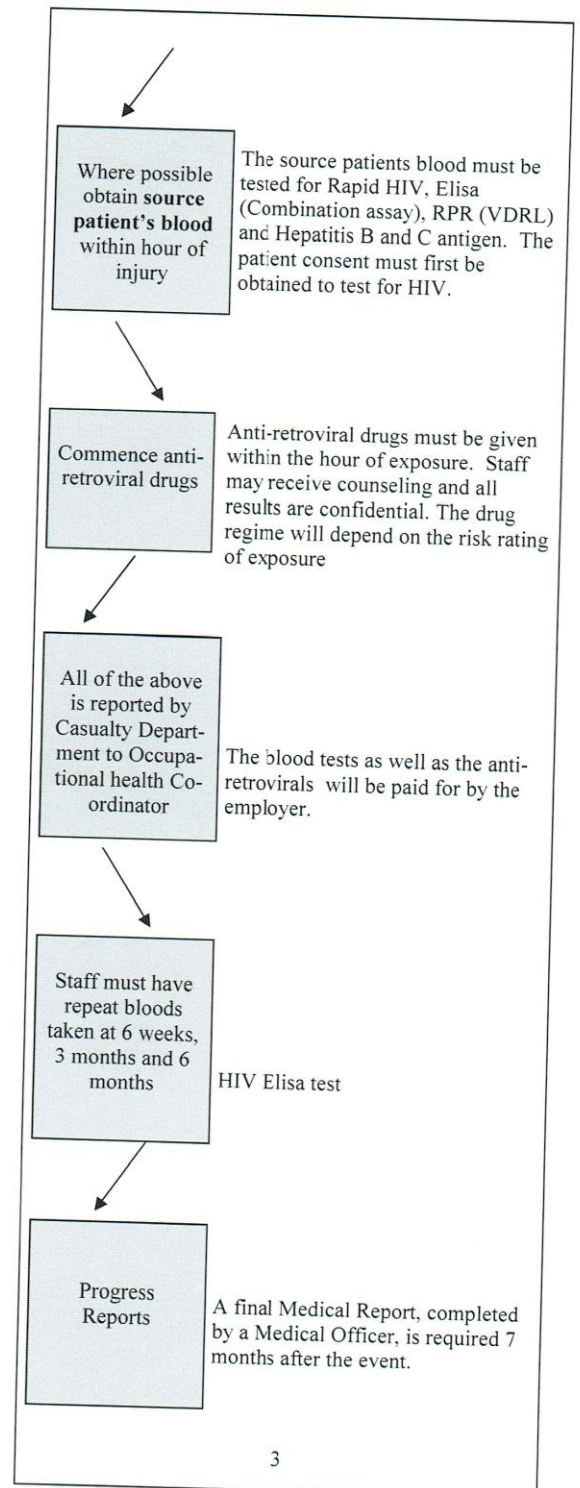 Where possible
obtain source
patient's blood
within hour of
injury
The source patients blood must be
tested for Rapid HIV, Elisa
(Combination assay), RPR (VDRL)
and Hepatitis B and C antigen. The
patient consent must first be
obtained to test for HIV.
Commence anti-
retroviral drugs
Anti-retroviral drugs must be given
within the hour of exposure. Staff
may receive counseling and all
results are confidential. The drug
regime will depend on the risk rating
of exposure
All of the above
is reported by
Casualty Depart-
ment to Occupa-
tional health Co-
ordinator
The blood tests as well as the anti-
retrovirals will be paid for by the
employer.
Staff must have
repeat bloods
taken at 6 weeks,
3 months and 6
months
HIV Elisa test
Progress
Reports
A final Medical Report, completed
by a Medical Officer, is required 7
months after the event.
3